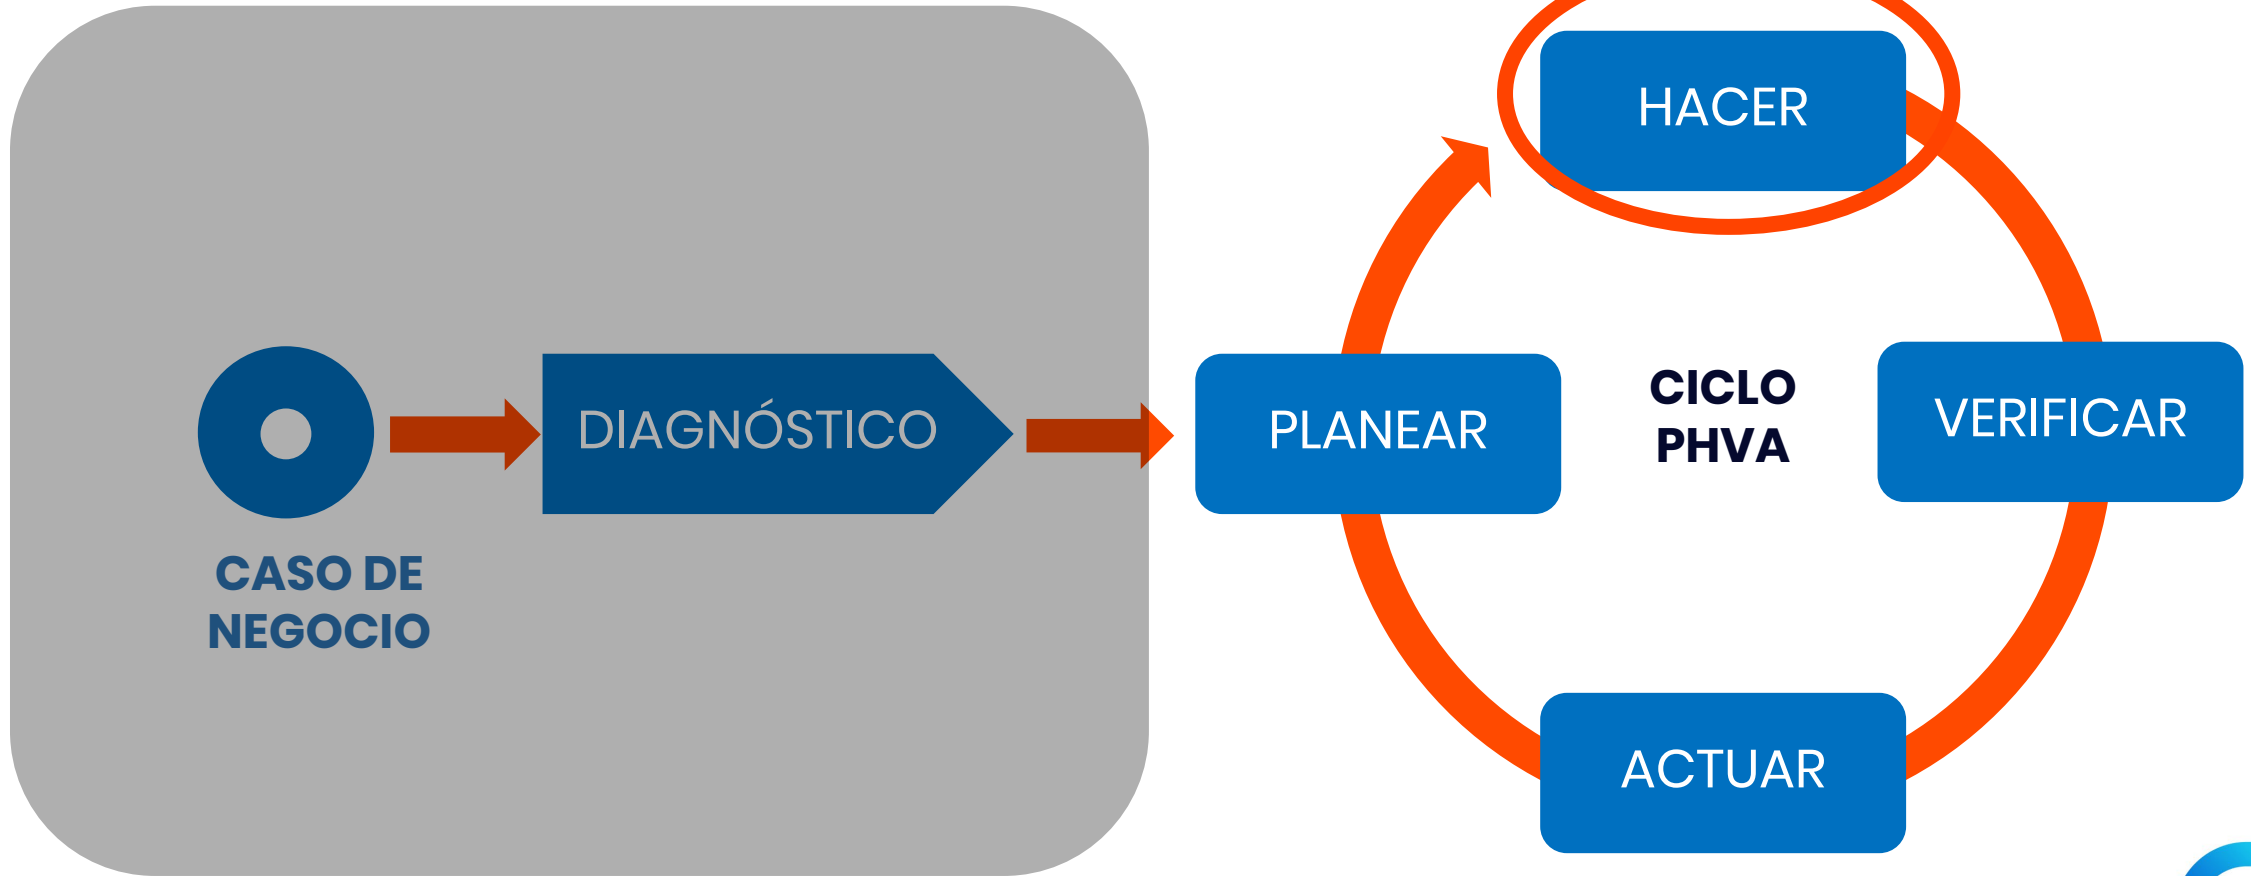 CASO DE
NEGOCIO
DIAGNÓSTICO
PLANEAR
HACER
CICLO
PHVA
VERIFICAR
ACTUAR